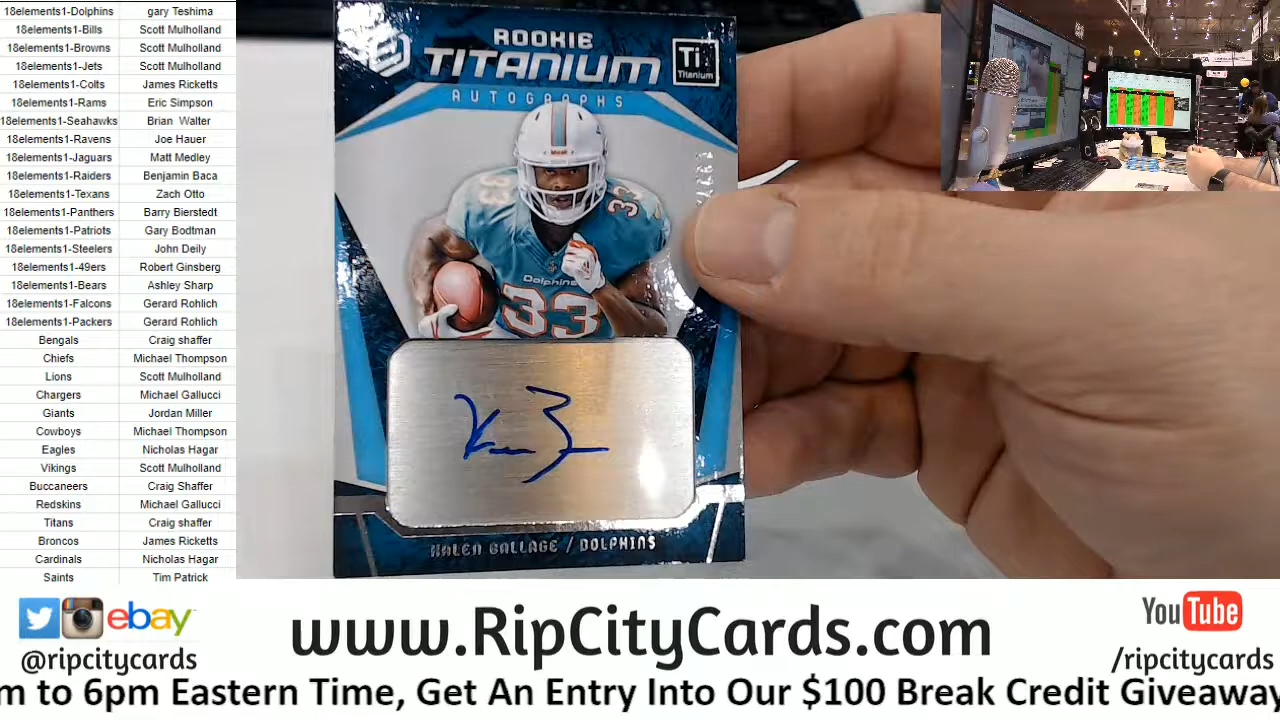 18elements1-Dolphins gary Teshima
18elements1-Bills Scott Mulholland
18elements1-Browns Scott Mulholland
18elements1-Jets Scott Mulholland
18elements1-Colts James Ricketts
18elements1-Rams Eric Simpson
18elements1-Seahawks Brian Walter
18elements1-Ravens Joe Hauer
18elements1-Jaguars Matt Medley
18elements1-Raiders Benjamin Baca
18elements1-Texans Zach Otto
18elements1-Panthers Barry Bierstedt
18elements1-Patriots Gary Bodtman
18elements1-Steelers John Deily
18elements1-49ers Robert Ginsberg
18elements1-Bears Ashley Sharp
18elements1-Falcons Gerard Rohlich
18elements1-Packers Gerard Rohlich
Bengals Craig shaffer
Chiefs Michael Thompson
Lions Scott Mulholland
Chargers Michael Gallucci
Giants Jordan Miller
Cowboys Michael Thompson
Eagles Nicholas Hagar
Vikings Scott Mulholland
Buccaneers Craig Shaffer
Redskins Michael Gallucci
Titans Craig shaffer
Broncos James Ricketts
Cardinals Nicholas Hagar
Saints Tim Patrick
ROOKIE
TITANIUM
AUTOGRAPHS
Ti
Titanium
33
Dolphins
33
KALEN BALLAGE / DOLPHINS
ebay
@ripcitycards
www.RipCityCards.com
YouTube
/ripcitycards
m to 6pm Eastern Time, Get An Entry Into Our $100 Break Credit Giveaway